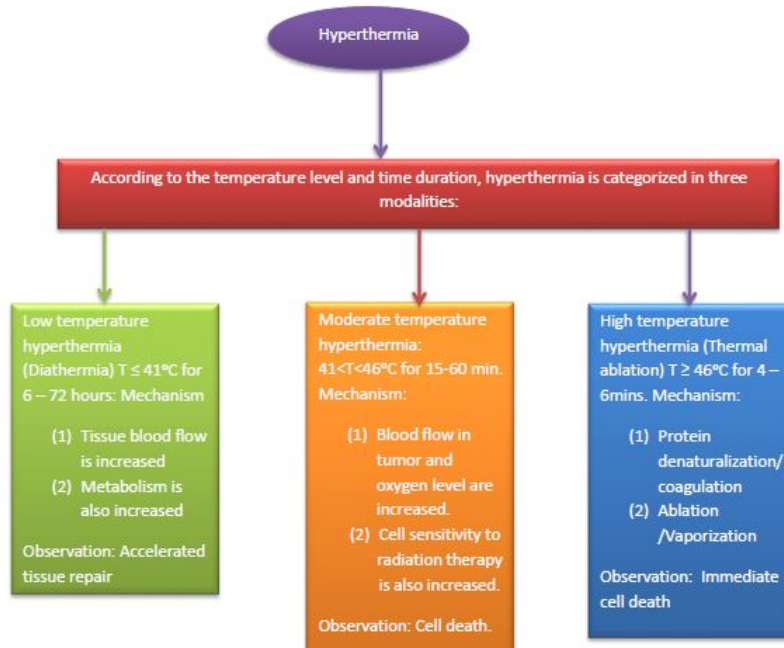 Hyperthermia
According to the temperature level and time duration, hyperthermia is categorized in three
modalities:
Low temperature
hyperthermia
(Diathermia) T ≤ 41°C for
6 – 72 hours: Mechanism
(1) Tissue blood flow
is increased
(2) Metabolism is
also increased
Observation: Accelerated
tissue repair
Moderate temperature
hyperthermia:
41<T<46°C for 15-60 min.
Mechanism:
(1) Blood flow in
tumor and
oxygen level are
increased.
(2) Cell sensitivity to
radiation therapy
is also increased.
Observation: Cell death.
High temperature
hyperthermia (Thermal
ablation) T ≥ 46°C for 4 –
6mins. Mechanism:
(1) Protein
denaturalization/
coagulation
(2) Ablation
/Vaporization
Observation: Immediate
cell death